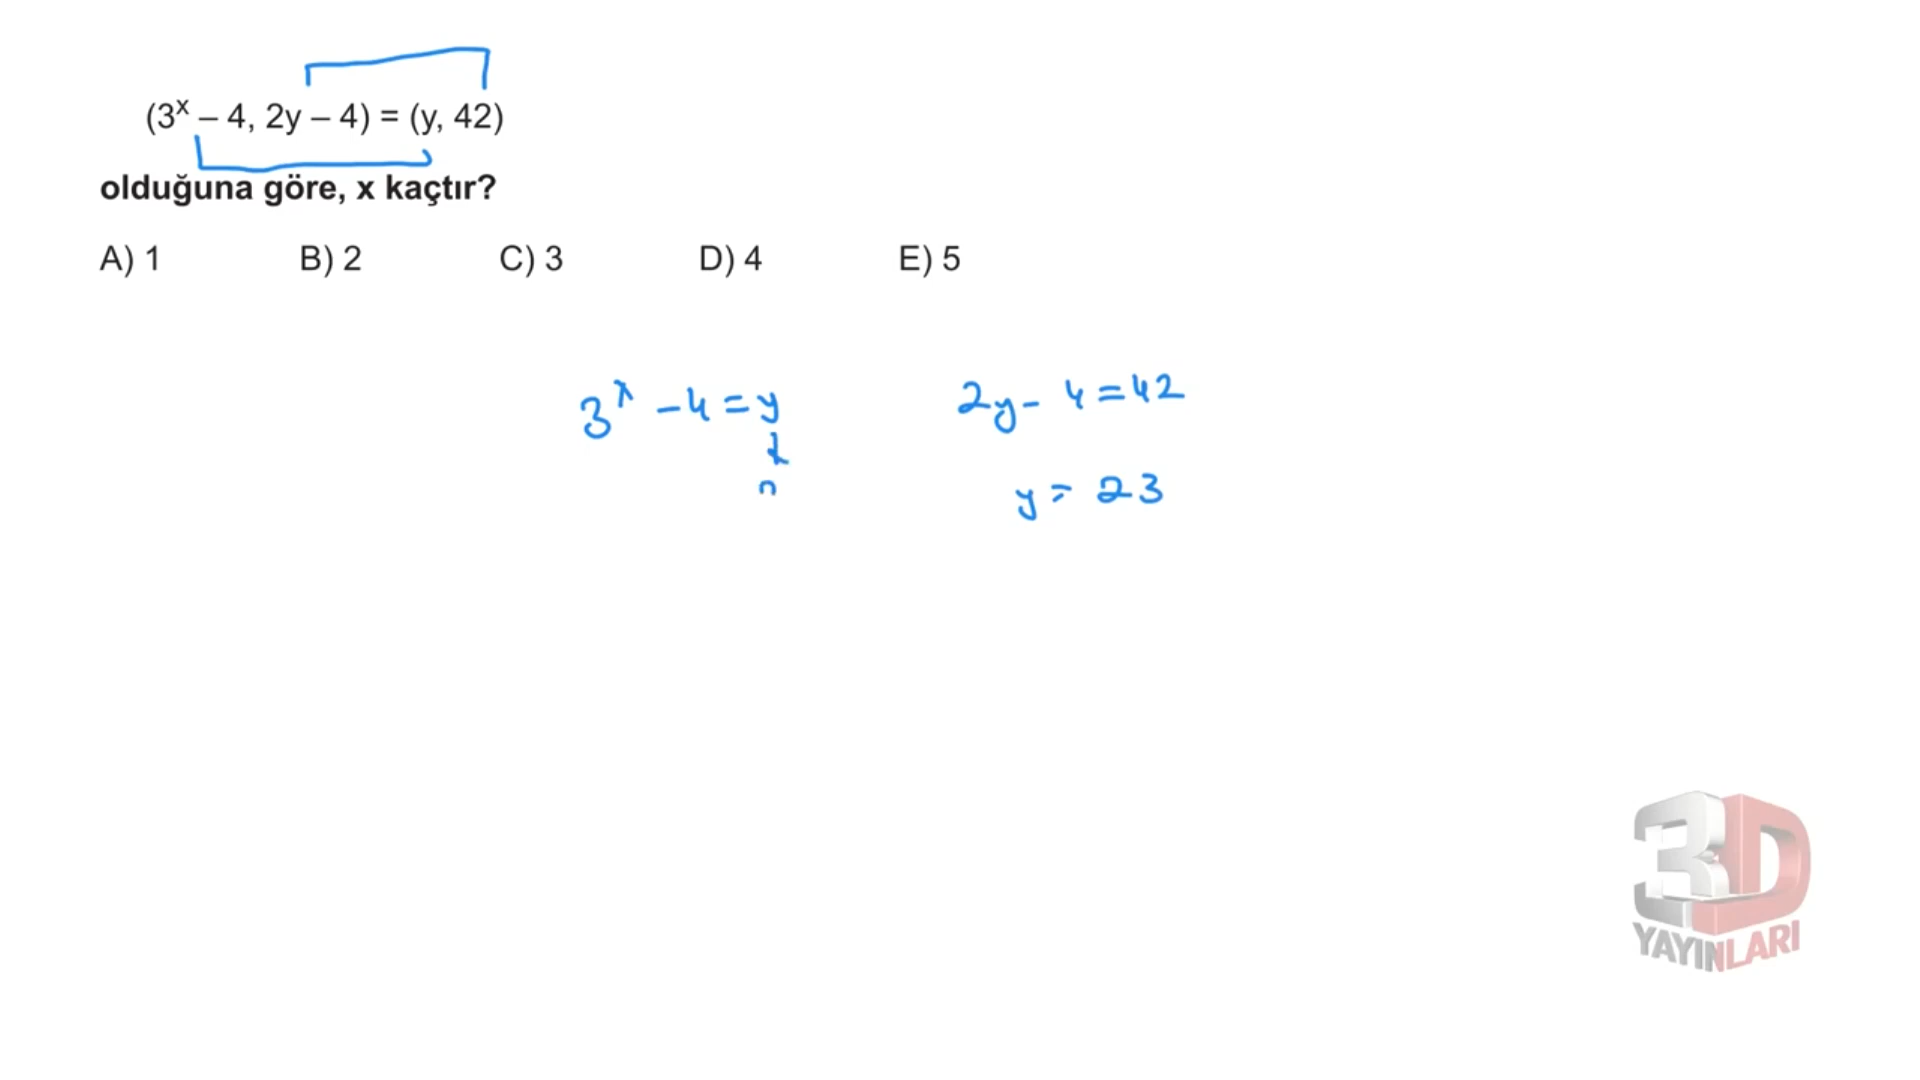 (3ˣ – 4, 2y – 4) = (y, 42)
olduğuna göre, x kaçtır?
A) 1 B) 2 C) 3 D) 4 E) 5
3ˣ - 4 = y 2y - 4 = 42
y = 23
3D
YAYINLARI